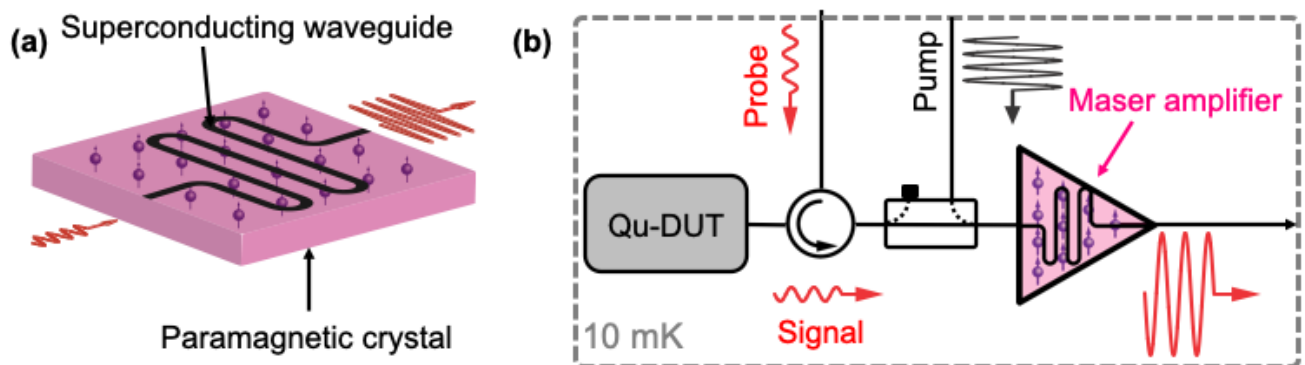 (a)
Superconducting waveguide
Paramagnetic crystal
(b)
Probe
Pump
Maser amplifier
Qu-DUT
Signal
10 mK